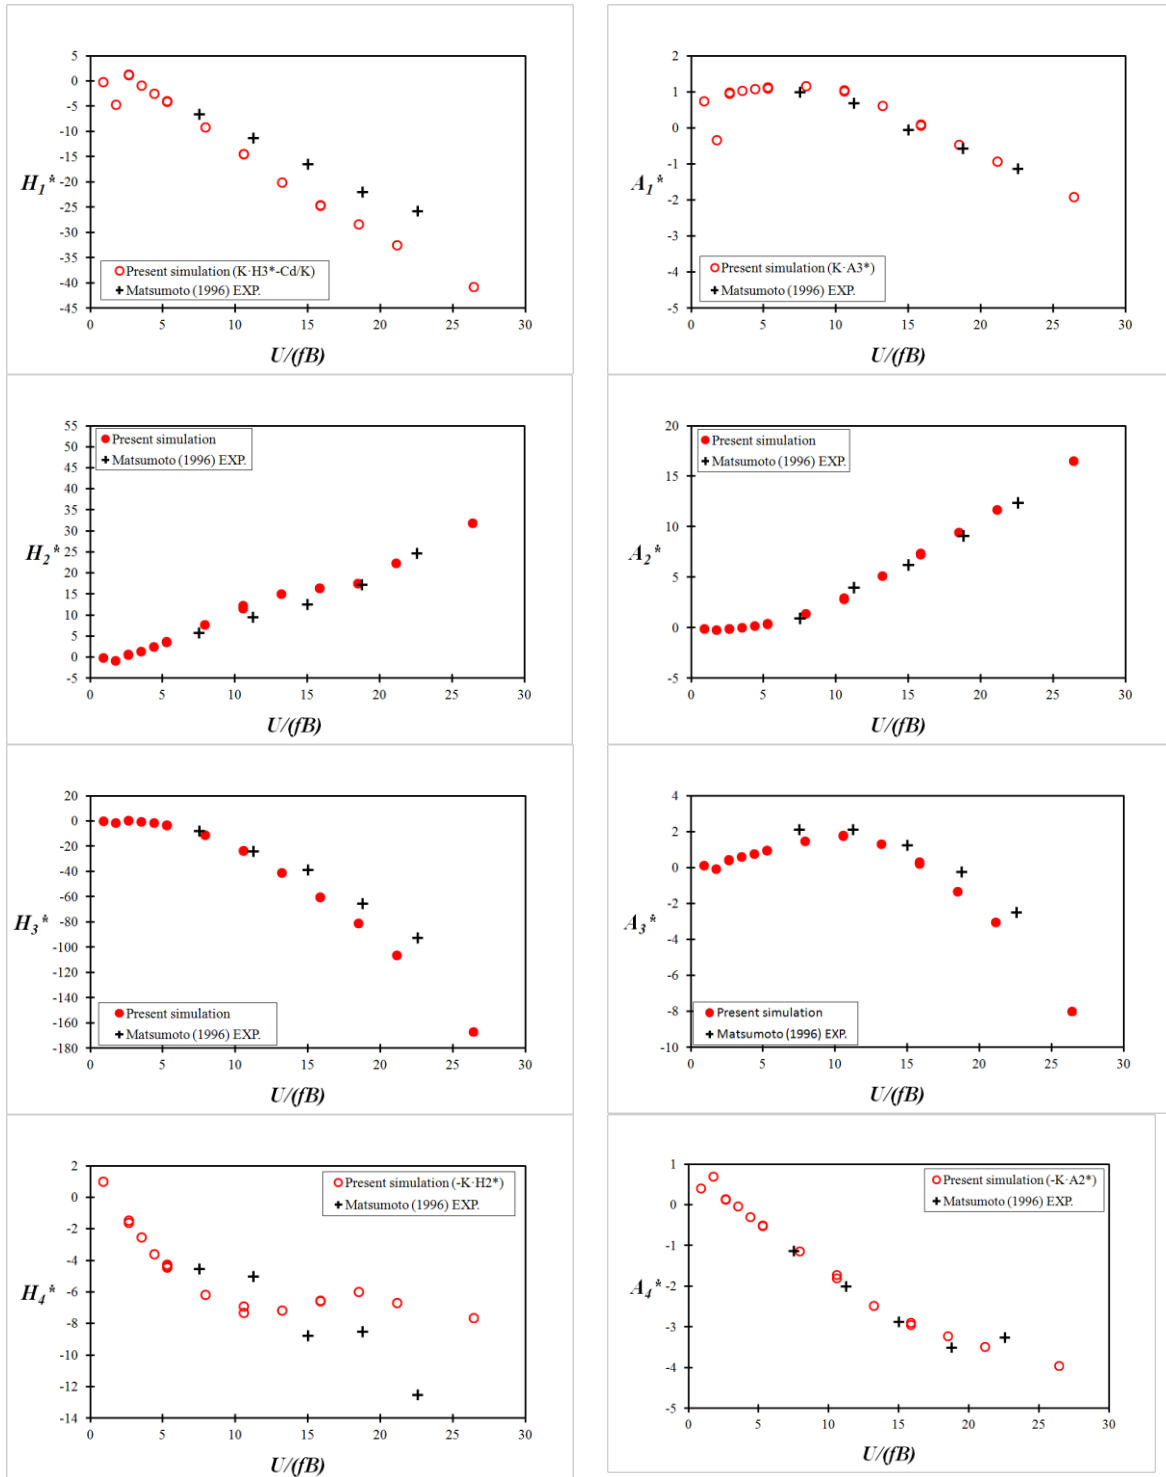 5
0
-5
-10
-15
-20
-25
-30
-35
-40
-45
H1*
Present simulation (K·H3*-Cd/K)
Matsumoto (1996) EXP.
0 5 10 15 20 25 30
U/(fB)
2
1
0
-1
-2
-3
-4
-5
A1*
Present simulation (K·A3*)
Matsumoto (1996) EXP.
0 5 10 15 20 25 30
U/(fB)
55
50
45
40
35
30
25
20
15
10
5
0
-5
H2*
Present simulation
Matsumoto (1996) EXP.
0 5 10 15 20 25 30
U/(fB)
20
15
10
5
0
-5
A2*
Present simulation
Matsumoto (1996) EXP.
0 5 10 15 20 25 30
U/(fB)
20
0
-20
-40
-60
-80
-100
-120
-140
-160
-180
H3*
Present simulation
Matsumoto (1996) EXP.
0 5 10 15 20 25 30
U/(fB)
4
2
0
-2
-4
-6
-8
-10
A3*
Present simulation
Matsumoto (1996) EXP.
0 5 10 15 20 25 30
U/(fB)
2
0
-2
-4
-6
-8
-10
-12
-14
H4*
Present simulation (-K·H2*)
Matsumoto (1996) EXP.
0 5 10 15 20 25 30
U/(fB)
1
0
-1
-2
-3
-4
-5
A4*
Present simulation (-K·A2*)
Matsumoto (1996) EXP.
0 5 10 15 20 25 30
U/(fB)